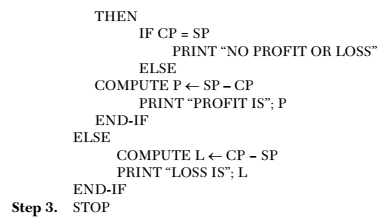 THEN
IF CP = SP
PRINT “NO PROFIT OR LOSS”
ELSE
COMPUTE P ← SP – CP
PRINT “PROFIT IS”; P
END-IF
ELSE
COMPUTE L ← CP – SP
PRINT “LOSS IS”; L
END-IF
Step 3. STOP